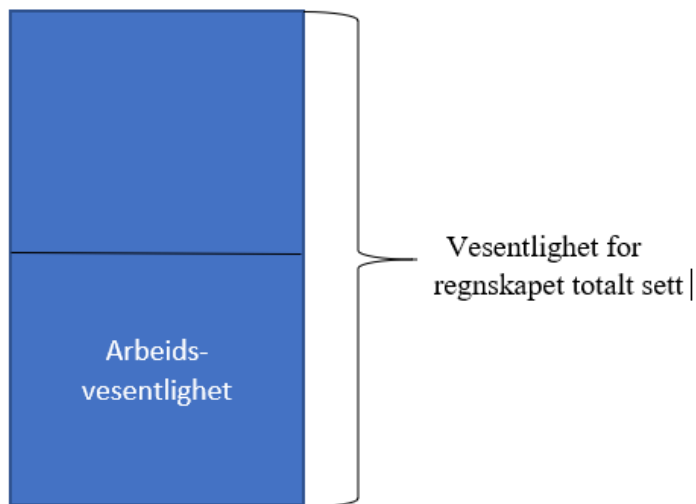 Vesentlighet for
regnskapet totalt sett
Arbeids-
vesentlighet